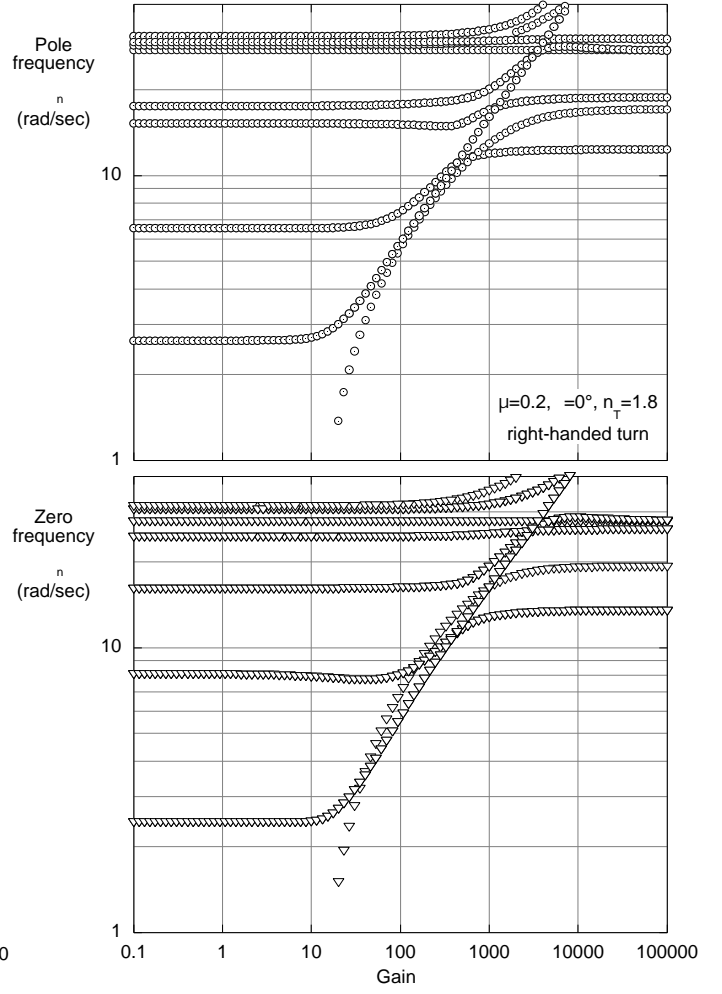 Pole
frequency
n
(rad/sec)
10
1
μ=0.2, =0°, n_T=1.8
right-handed turn
Zero
frequency
n
(rad/sec)
10
1
0.1 1 10 100 1000 10000 100000
0
Gain